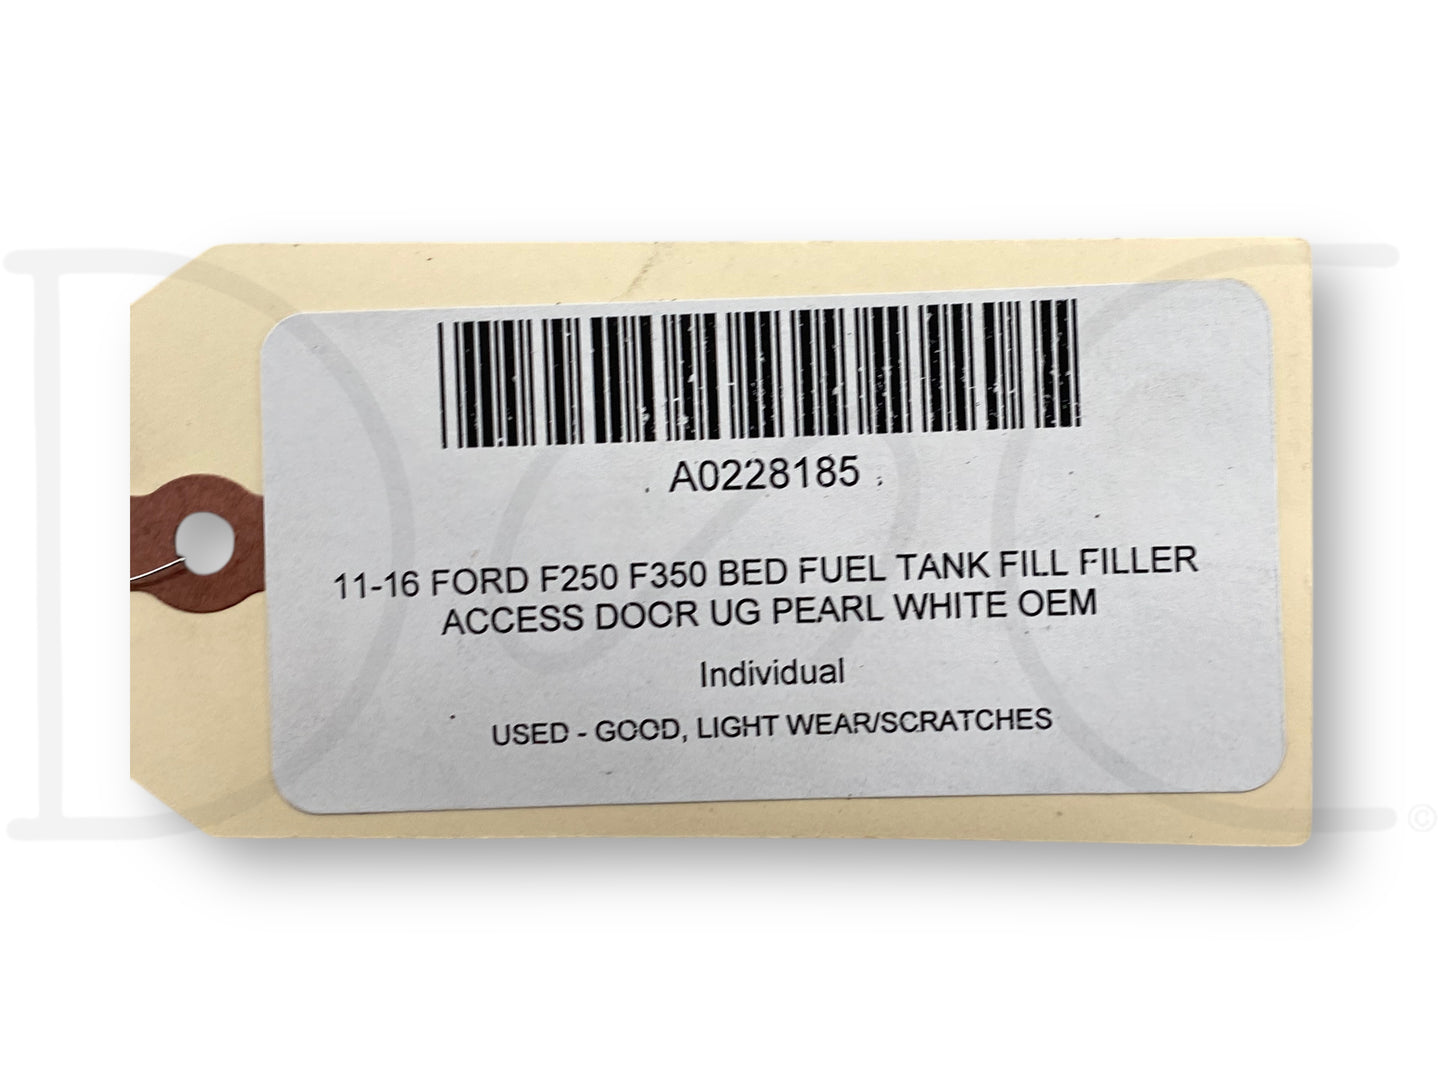 A0228185
11-16 FORD F250 F350 BED FUEL TANK FILL FILLER
ACCESS DOOR UG PEARL WHITE OEM
Individual
USED - GOOD, LIGHT WEAR/SCRATCHES
©